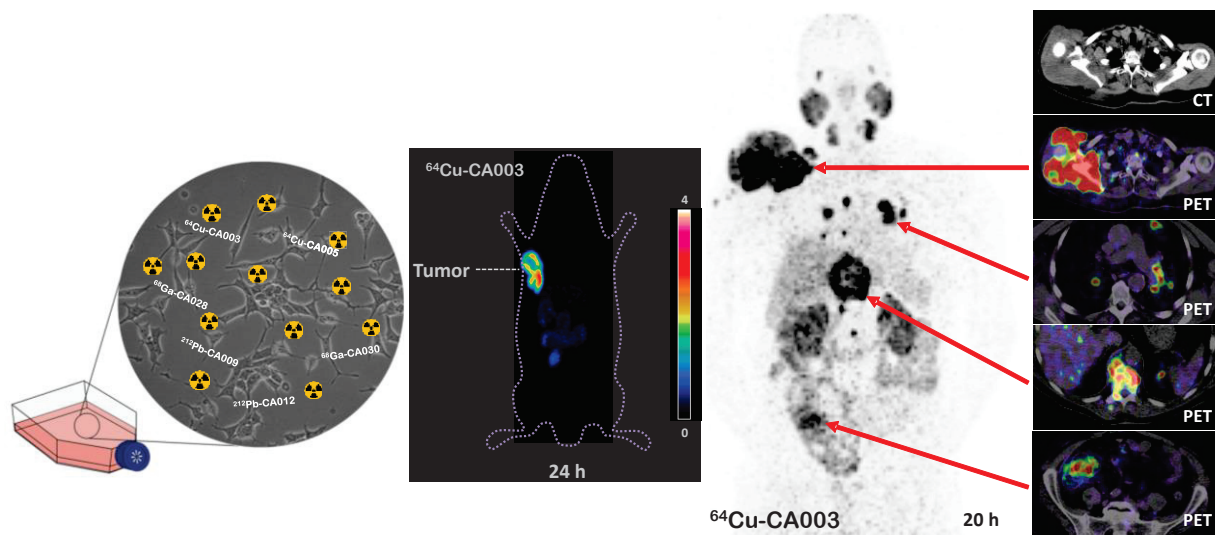 ⁶⁴Cu-CA003
⁶⁴Cu-CA005
⁶⁸Ga-CA028
²¹²Pb-CA009
⁶⁸Ga-CA030
²¹²Pb-CA012
⁶⁴Cu-CA003
4
Tumor
0
24 h
⁶⁴Cu-CA003
20 h
CT
PET
PET
PET
PET